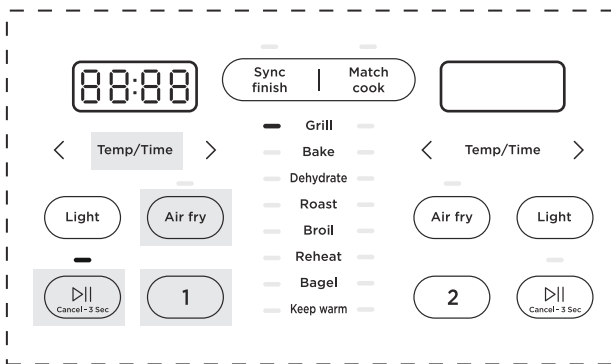 88:88
Sync finish
Match cook
Grill
Bake
Dehydrate
Roast
Broil
Reheat
Bagel
Keep warm
Temp/Time
Light
Air fry
Cancel-3 Sec
1
Temp/Time
Air fry
Light
2
Cancel-3 Sec